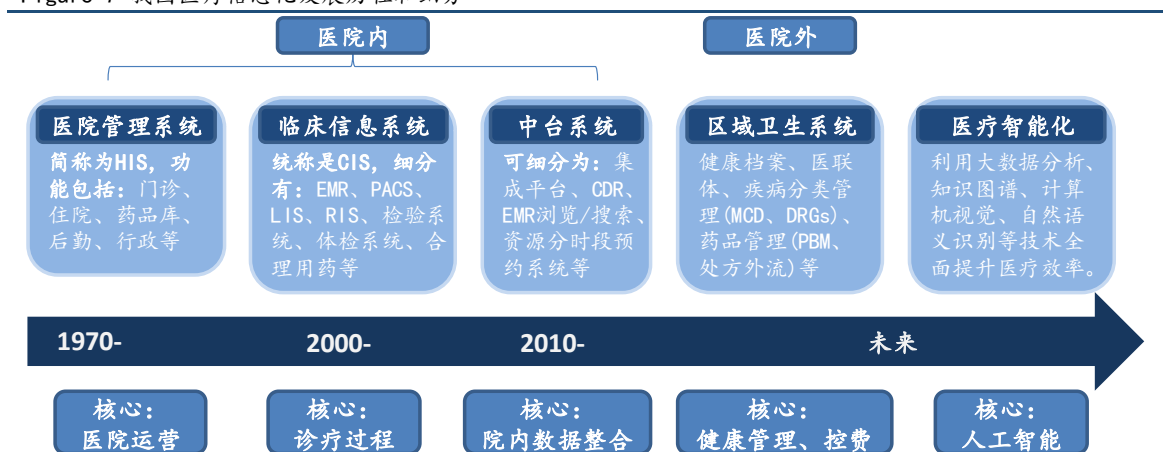 医院内
医院外
医院管理系统
简称为HIS，功
能包括：门诊、
住院、药品库、
后勤、行政等
临床信息系统
统称是CIS，细分
有：EMR、PACS、
LIS、RIS、检验系
统、体检系统、合
理用药等
中台系统
可细分为：集
成平台、CDR、
EMR浏览/搜索、
资源分时段预
约系统等
区域卫生系统
健康档案、医联
体、疾病分类管
理(MCD、DRGs)、
药品管理(PBM、
处方外流)等
医疗智能化
利用大数据分析、
知识图谱、计算
机视觉、自然语
义识别等技术全
面提升医疗效率。
1970-
2000-
2010-
未来
核心：
医院运营
核心：
诊疗过程
核心：
院内数据整合
核心：
健康管理、控费
核心：
人工智能